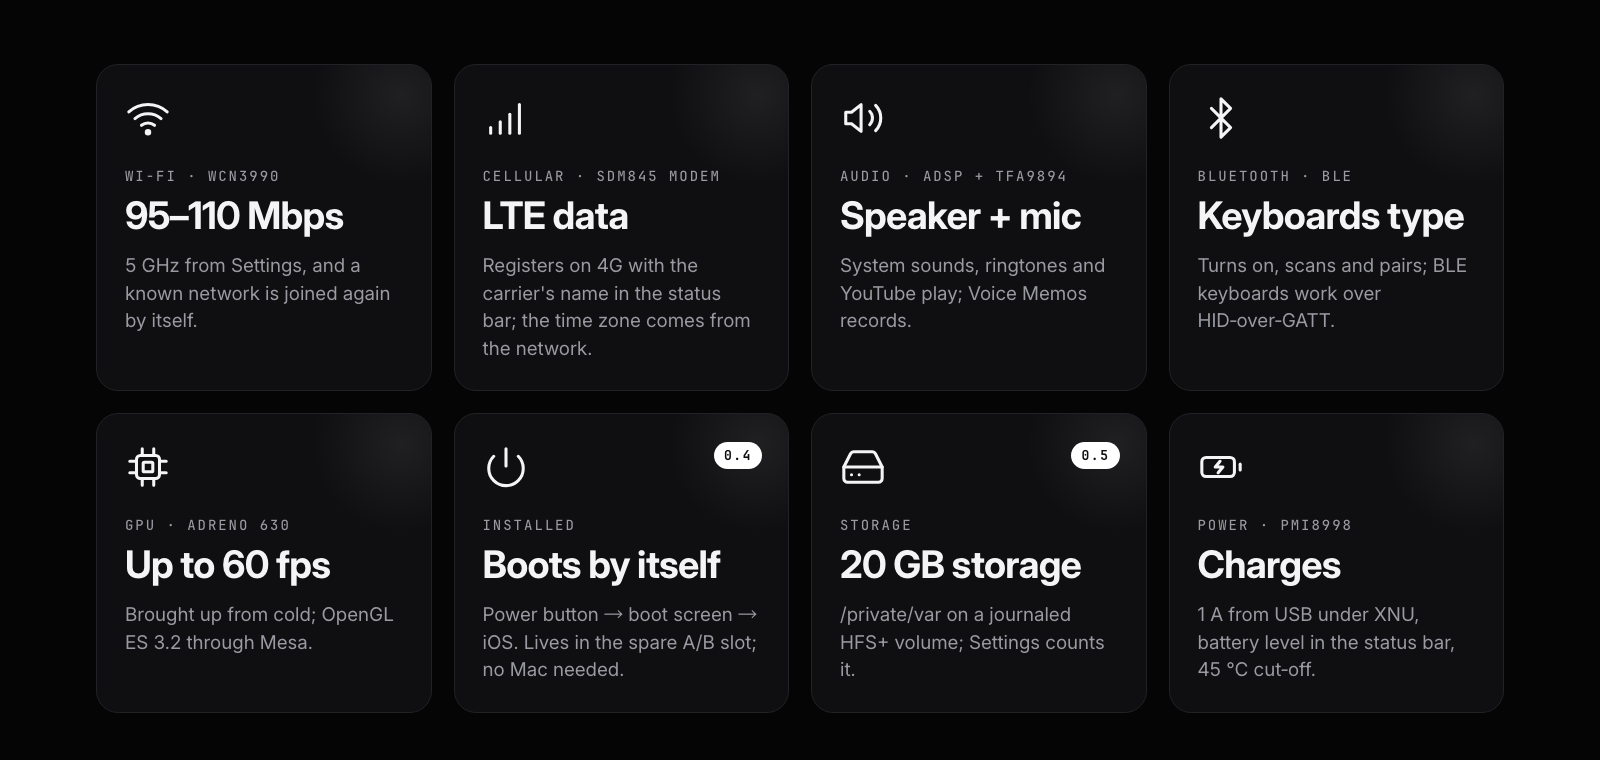 WI-FI · WCN3990
95–110 Mbps
5 GHz from Settings, and a
known network is joined again
by itself.
CELLULAR · SDM845 MODEM
LTE data
Registers on 4G with the
carrier's name in the status
bar; the time zone comes from
the network.
AUDIO · ADSP + TFA9894
Speaker + mic
System sounds, ringtones and
YouTube play; Voice Memos
records.
BLUETOOTH · BLE
Keyboards type
Turns on, scans and pairs; BLE
keyboards work over
HID-over-GATT.
GPU · ADRENO 630
Up to 60 fps
Brought up from cold; OpenGL
ES 3.2 through Mesa.
0.4
INSTALLED
Boots by itself
Power button → boot screen →
iOS. Lives in the spare A/B slot;
no Mac needed.
0.5
STORAGE
20 GB storage
/private/var on a journaled
HFS+ volume; Settings counts
it.
POWER · PMI8998
Charges
1 A from USB under XNU,
battery level in the status bar,
45 °C cut-off.